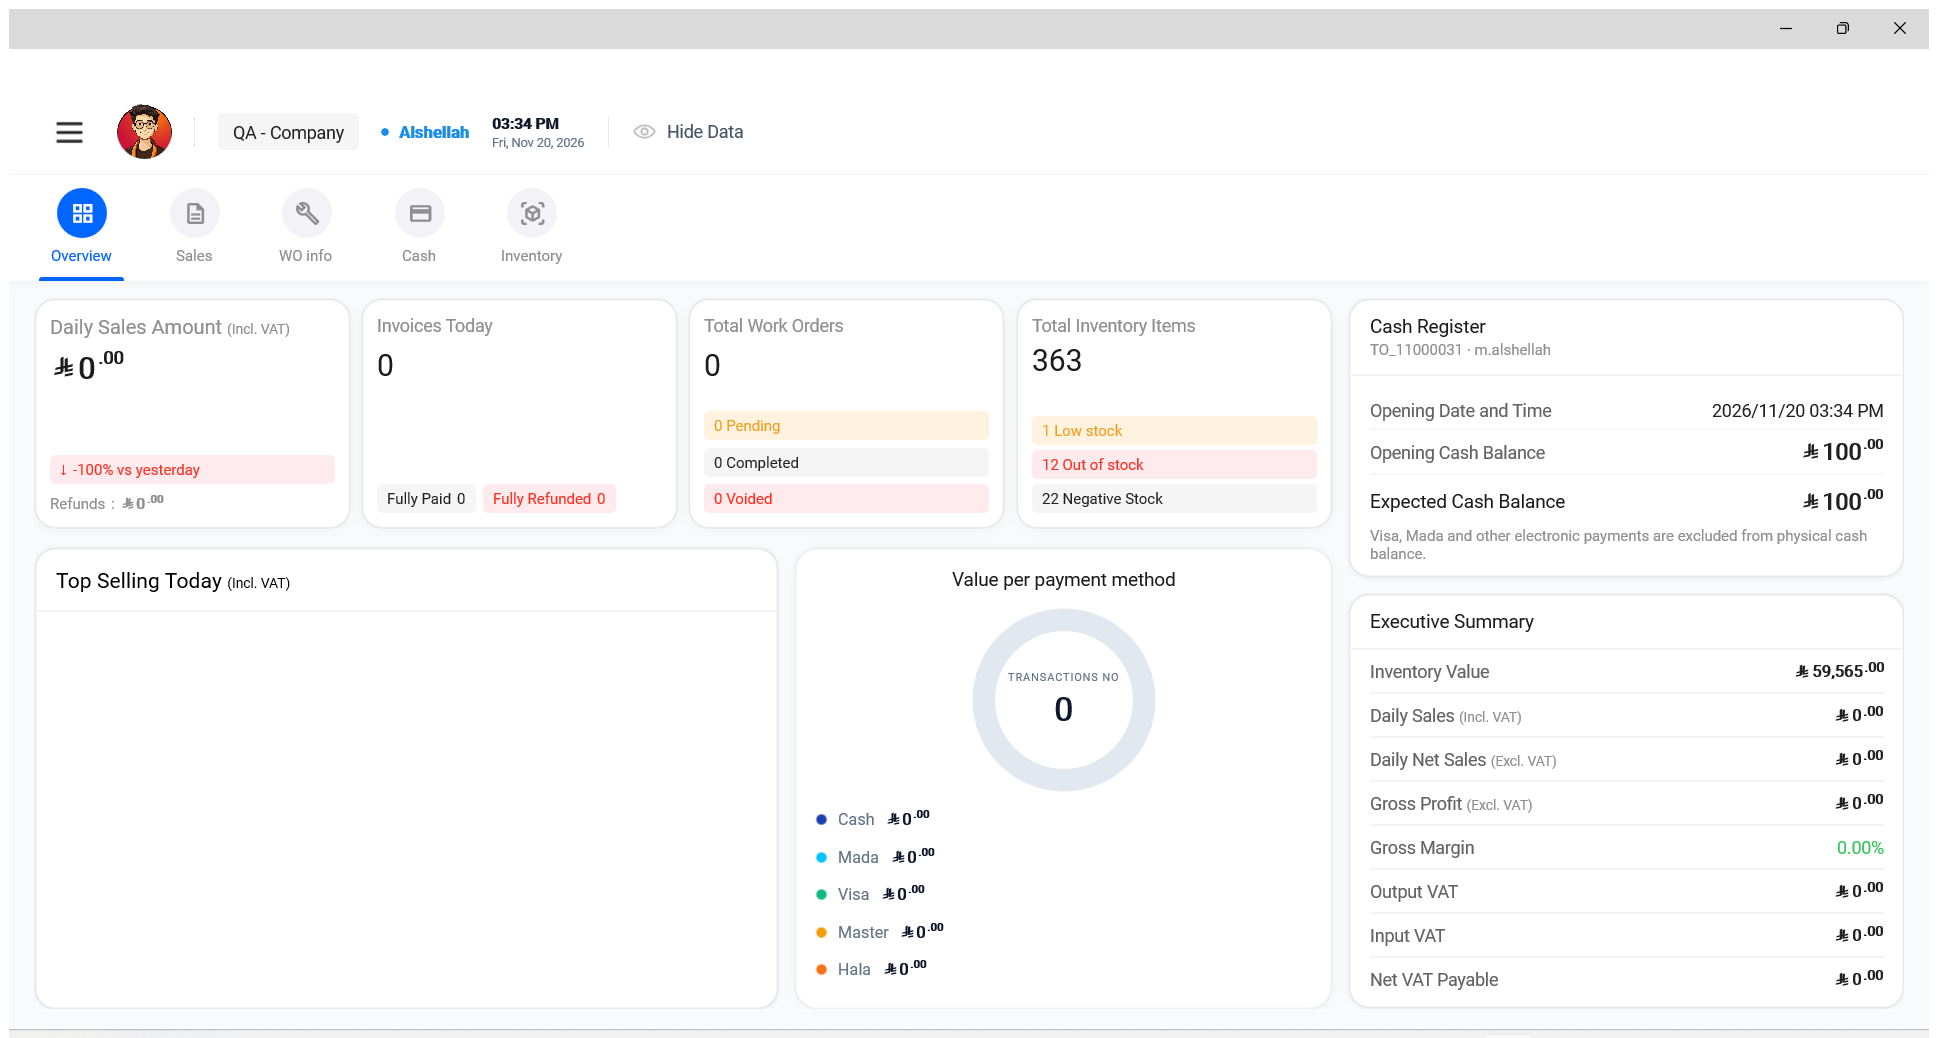 QA - Company
Alshellah
03:34 PM
Fri, Nov 20, 2026
Hide Data
Overview
Sales
WO info
Cash
Inventory
Daily Sales Amount (Incl. VAT)
⃁ 0.00
↓ -100% vs yesterday
Refunds : ⃁ 0.00
Invoices Today
0
Fully Paid 0
Fully Refunded 0
Total Work Orders
0
0 Pending
0 Completed
0 Voided
Total Inventory Items
363
1 Low stock
12 Out of stock
22 Negative Stock
Cash Register
TO_11000031 · m.alshellah
Opening Date and Time 2026/11/20 03:34 PM
Opening Cash Balance ⃁ 100.00
Expected Cash Balance ⃁ 100.00
Visa, Mada and other electronic payments are excluded from physical cash
balance.
Top Selling Today (Incl. VAT)
Value per payment method
TRANSACTIONS NO
0
Cash ⃁ 0.00
Mada ⃁ 0.00
Visa ⃁ 0.00
Master ⃁ 0.00
Hala ⃁ 0.00
Executive Summary
Inventory Value ⃁ 59,565.00
Daily Sales (Incl. VAT) ⃁ 0.00
Daily Net Sales (Excl. VAT) ⃁ 0.00
Gross Profit (Excl. VAT) ⃁ 0.00
Gross Margin 0.00%
Output VAT ⃁ 0.00
Input VAT ⃁ 0.00
Net VAT Payable ⃁ 0.00